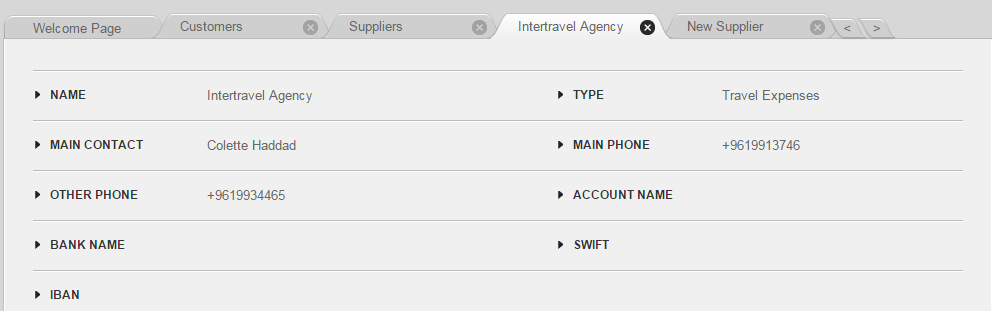 Welcome Page Customers Suppliers Intertravel Agency New Supplier < >
NAME Intertravel Agency TYPE Travel Expenses
MAIN CONTACT Colette Haddad MAIN PHONE +9619913746
OTHER PHONE +9619934465 ACCOUNT NAME
BANK NAME SWIFT
IBAN